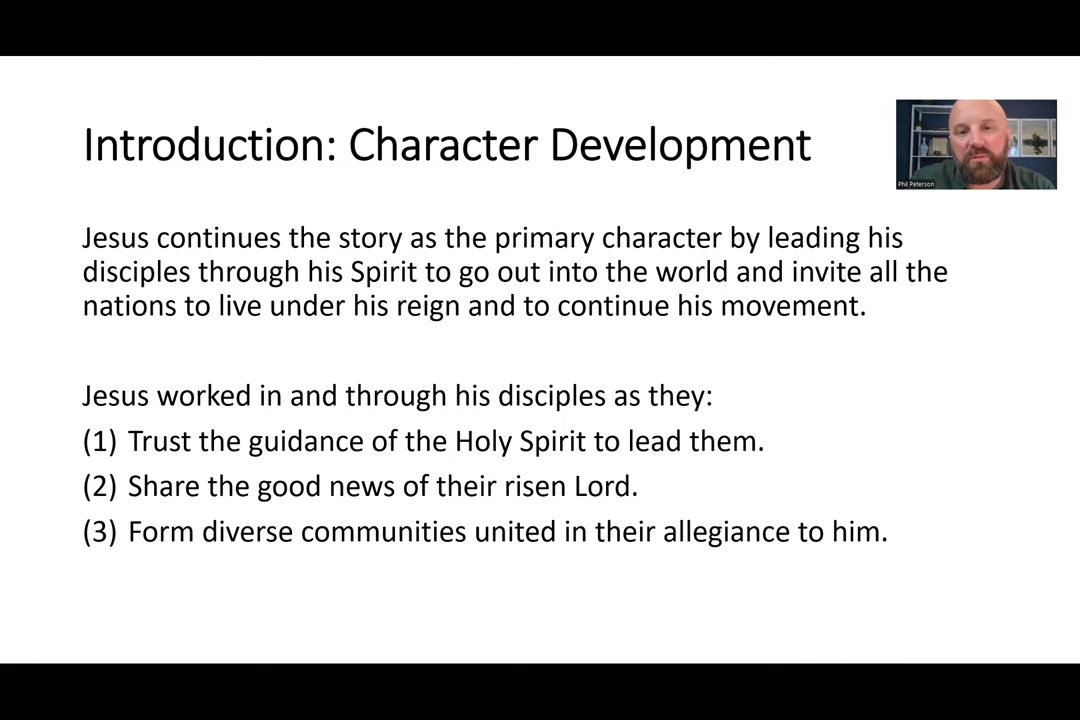 Introduction: Character Development
Phil Peterson
Jesus continues the story as the primary character by leading his
disciples through his Spirit to go out into the world and invite all the
nations to live under his reign and to continue his movement.
Jesus worked in and through his disciples as they:
(1) Trust the guidance of the Holy Spirit to lead them.
(2) Share the good news of their risen Lord.
(3) Form diverse communities united in their allegiance to him.